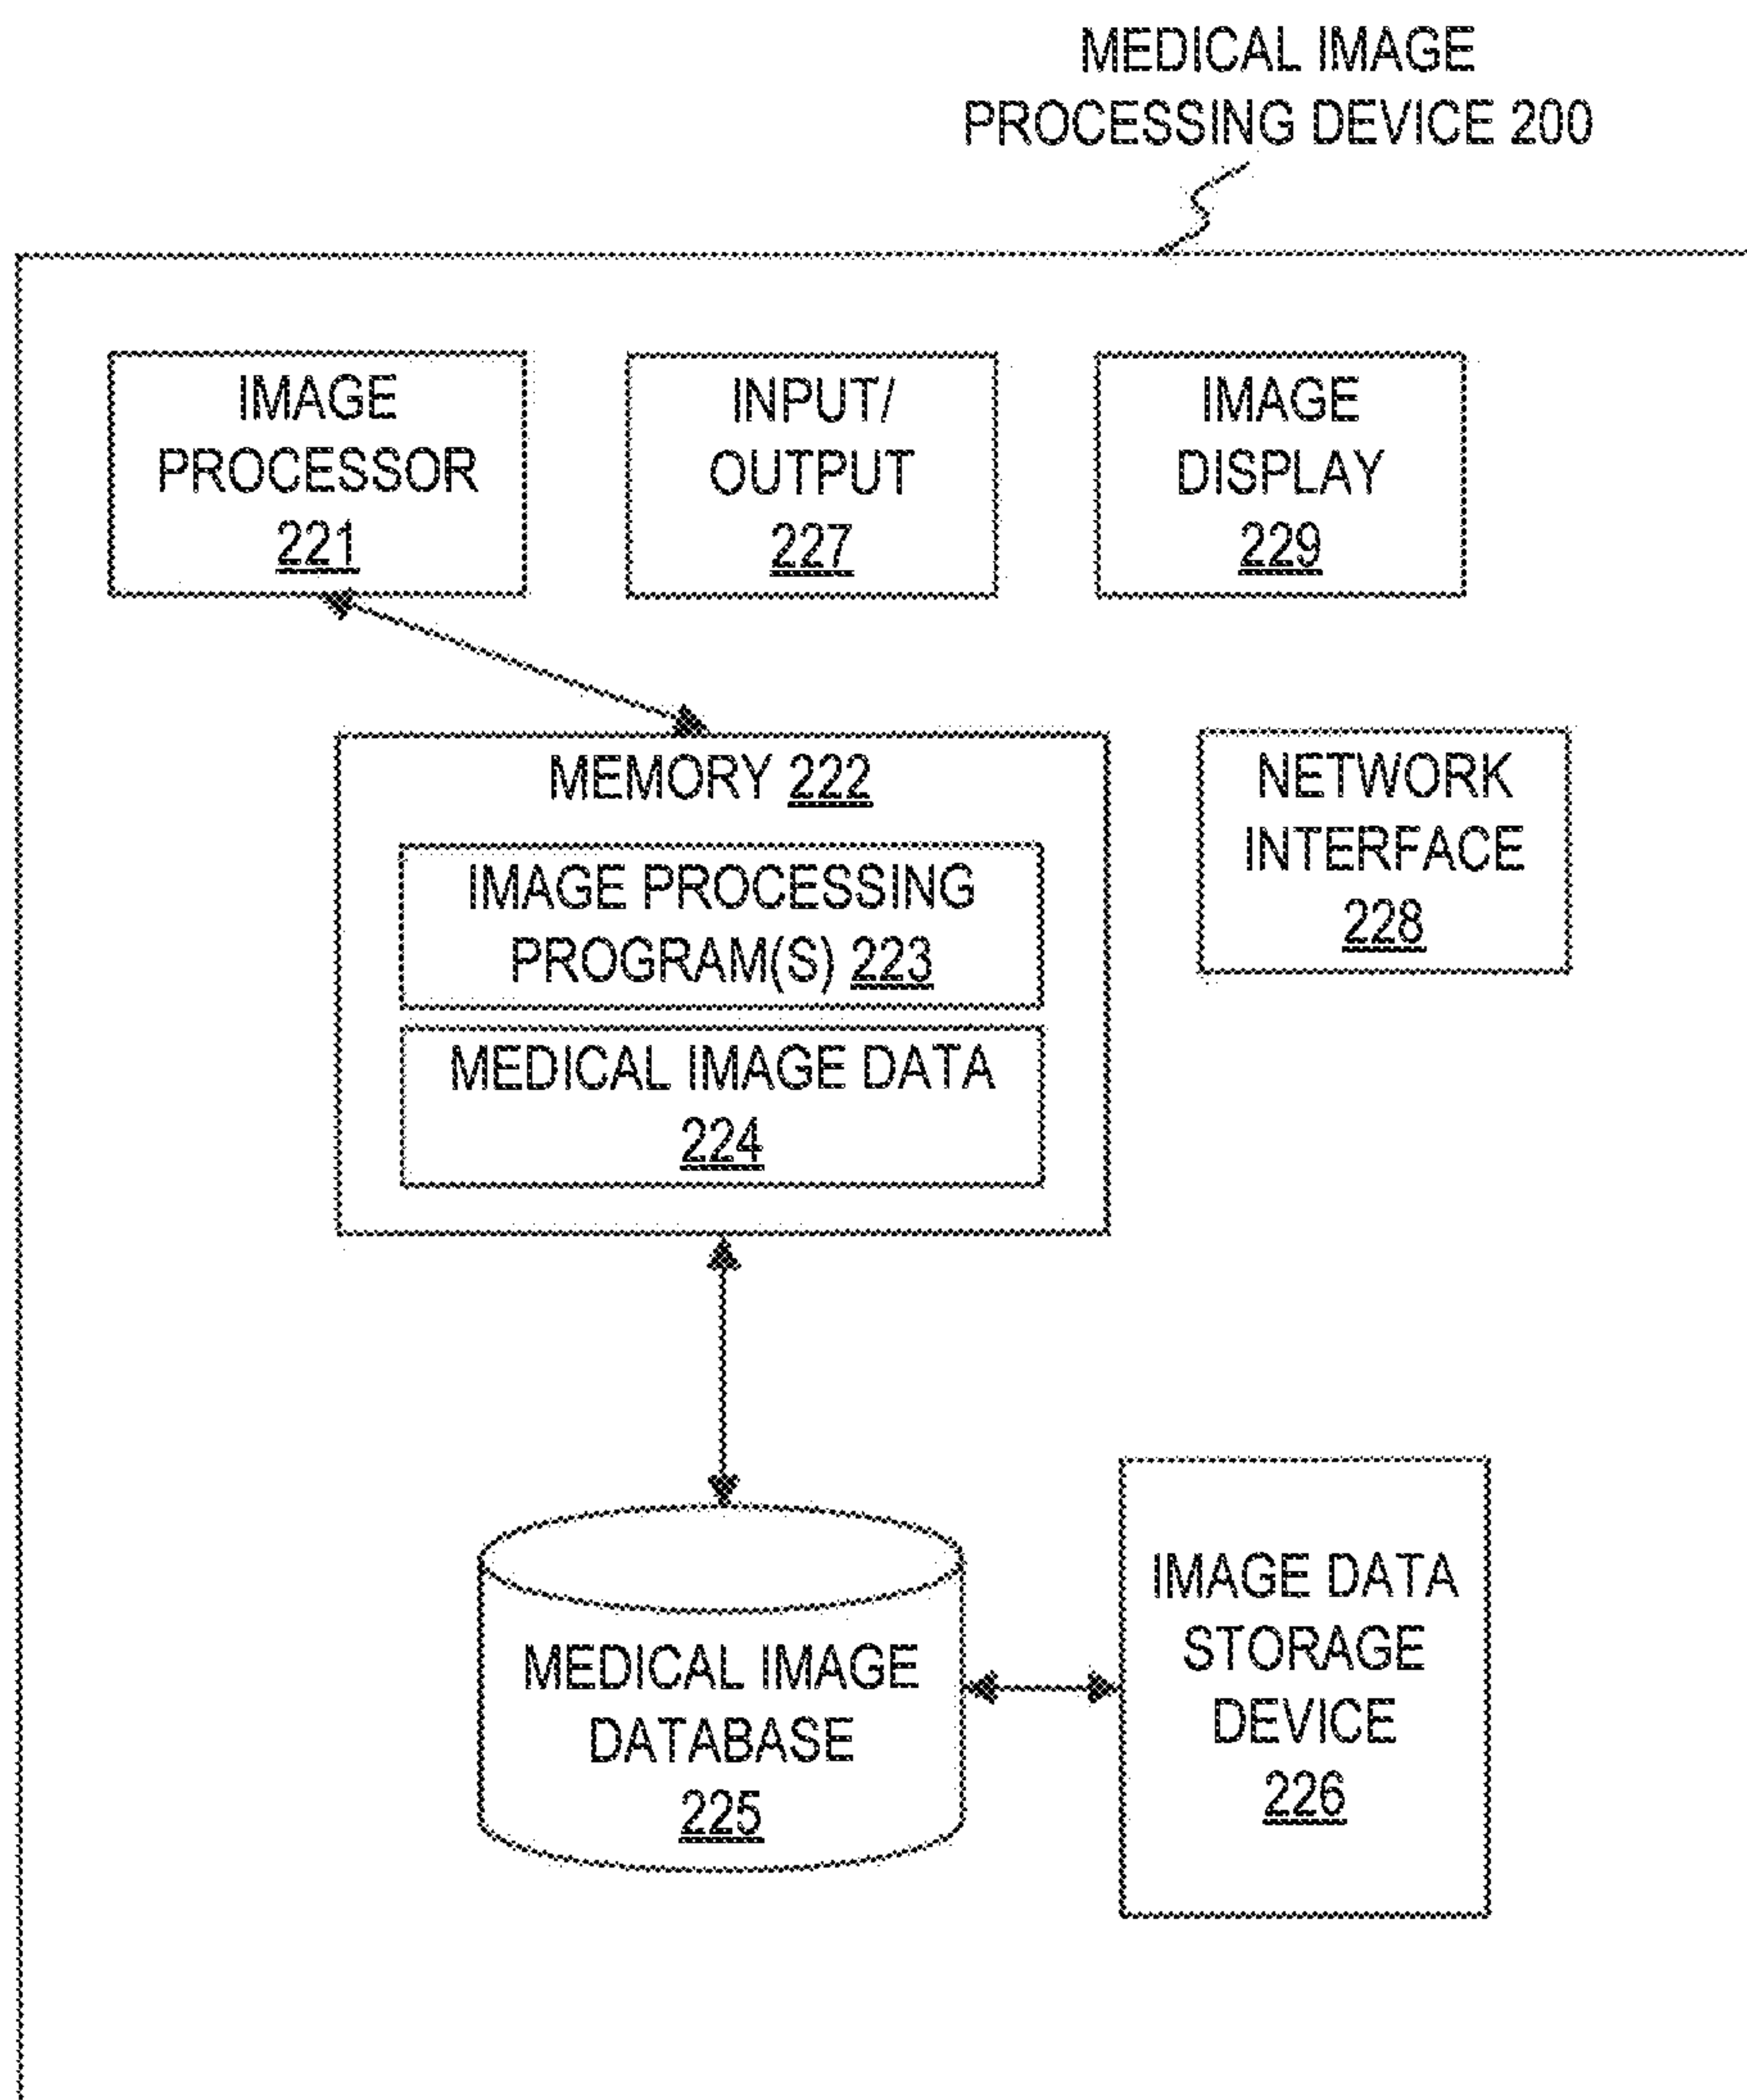 MEDICAL IMAGE
PROCESSING DEVICE 200
IMAGE
PROCESSOR
221
INPUT/
OUTPUT
227
IMAGE
DISPLAY
229
MEMORY 222
IMAGE PROCESSING
PROGRAM(S) 223
MEDICAL IMAGE DATA
224
NETWORK
INTERFACE
228
MEDICAL IMAGE
DATABASE
225
IMAGE DATA
STORAGE
DEVICE
226